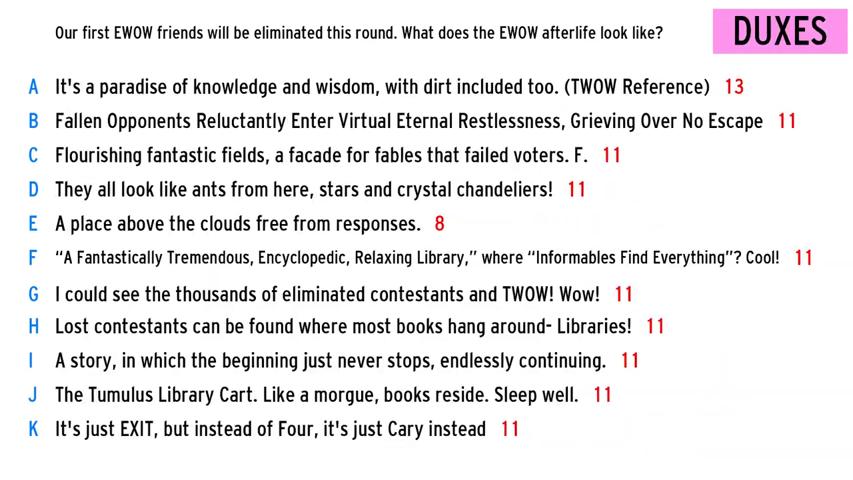 Our first EWOW friends will be eliminated this round. What does the EWOW afterlife look like?
DUXES
A It's a paradise of knowledge and wisdom, with dirt included too. (TWOW Reference) 13
B Fallen Opponents Reluctantly Enter Virtual Eternal Restlessness, Grieving Over No Escape 11
C Flourishing fantastic fields, a facade for fables that failed voters. F. 11
D They all look like ants from here, stars and crystal chandeliers! 11
E A place above the clouds free from responses. 8
F “A Fantastically Tremendous, Encyclopedic, Relaxing Library,” where “Informables Find Everything”? Cool! 11
G I could see the thousands of eliminated contestants and TWOW! Wow! 11
H Lost contestants can be found where most books hang around- Libraries! 11
I A story, in which the beginning just never stops, endlessly continuing. 11
J The Tumulus Library Cart. Like a morgue, books reside. Sleep well. 11
K It's just EXIT, but instead of Four, it's just Cary instead 11